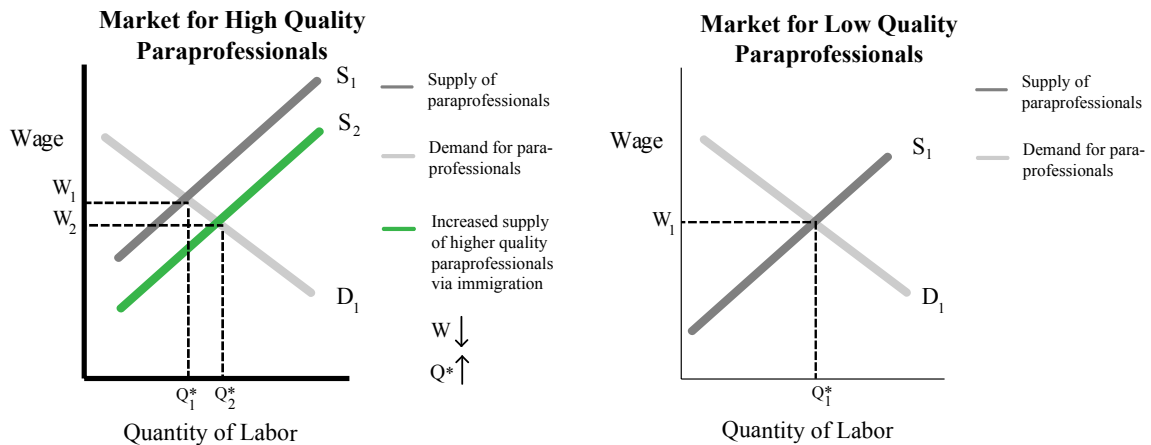 Market for High Quality
Paraprofessionals
S1
S2
Supply of
paraprofessionals
Wage
Demand for para-
professionals
W1
W2
Increased supply
of higher quality
paraprofessionals
via immigration
D1
W ↓
Q* ↑
Q*1
Q*2
Quantity of Labor
Market for Low Quality
Paraprofessionals
Supply of
paraprofessionals
Wage
S1
Demand for para-
professionals
W1
D1
Q*1
Quantity of Labor